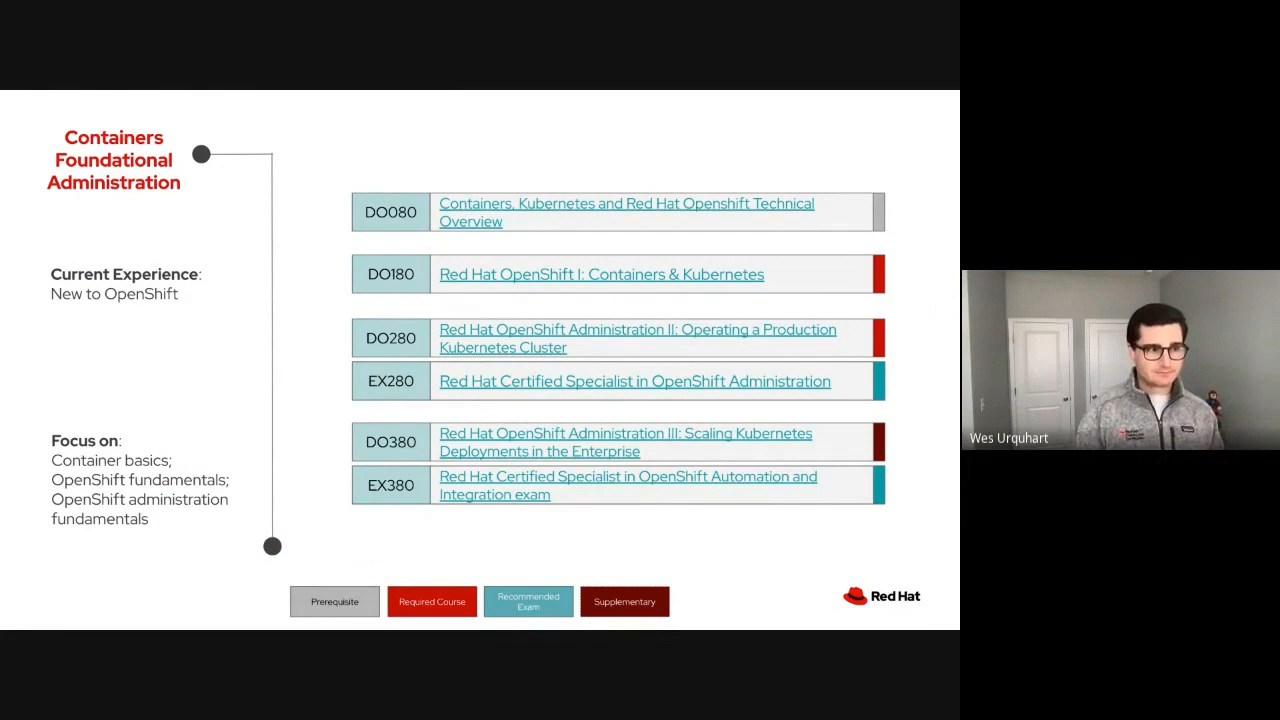 Containers
Foundational
Administration
Current Experience:
New to OpenShift
Focus on:
Container basics;
OpenShift fundamentals;
OpenShift administration
fundamentals
DO080
Containers, Kubernetes and Red Hat Openshift Technical
Overview
DO180
Red Hat OpenShift I: Containers & Kubernetes
DO280
Red Hat OpenShift Administration II: Operating a Production
Kubernetes Cluster
EX280
Red Hat Certified Specialist in OpenShift Administration
DO380
Red Hat OpenShift Administration III: Scaling Kubernetes
Deployments in the Enterprise
EX380
Red Hat Certified Specialist in OpenShift Automation and
Integration exam
Prerequisite
Required Course
Recommended
Exam
Supplementary
Red Hat
Wes Urquhart